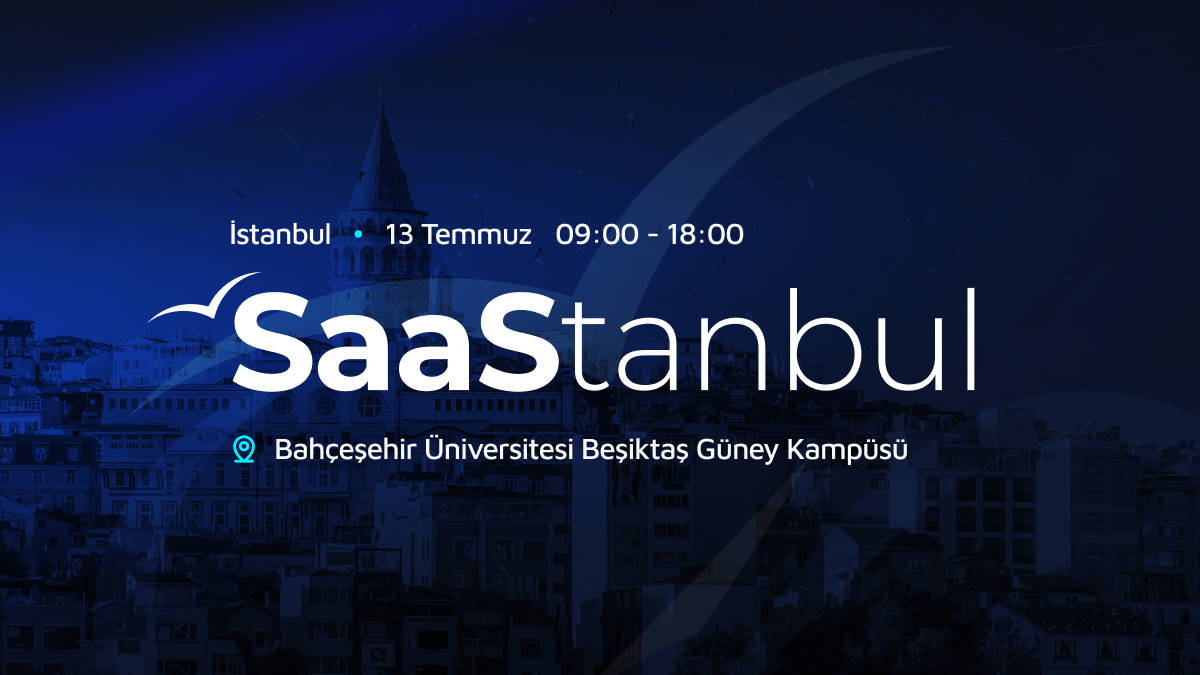 İstanbul • 13 Temmuz 09:00 - 18:00
SaaStanbul
Bahçeşehir Üniversitesi Beşiktaş Güney Kampüsü